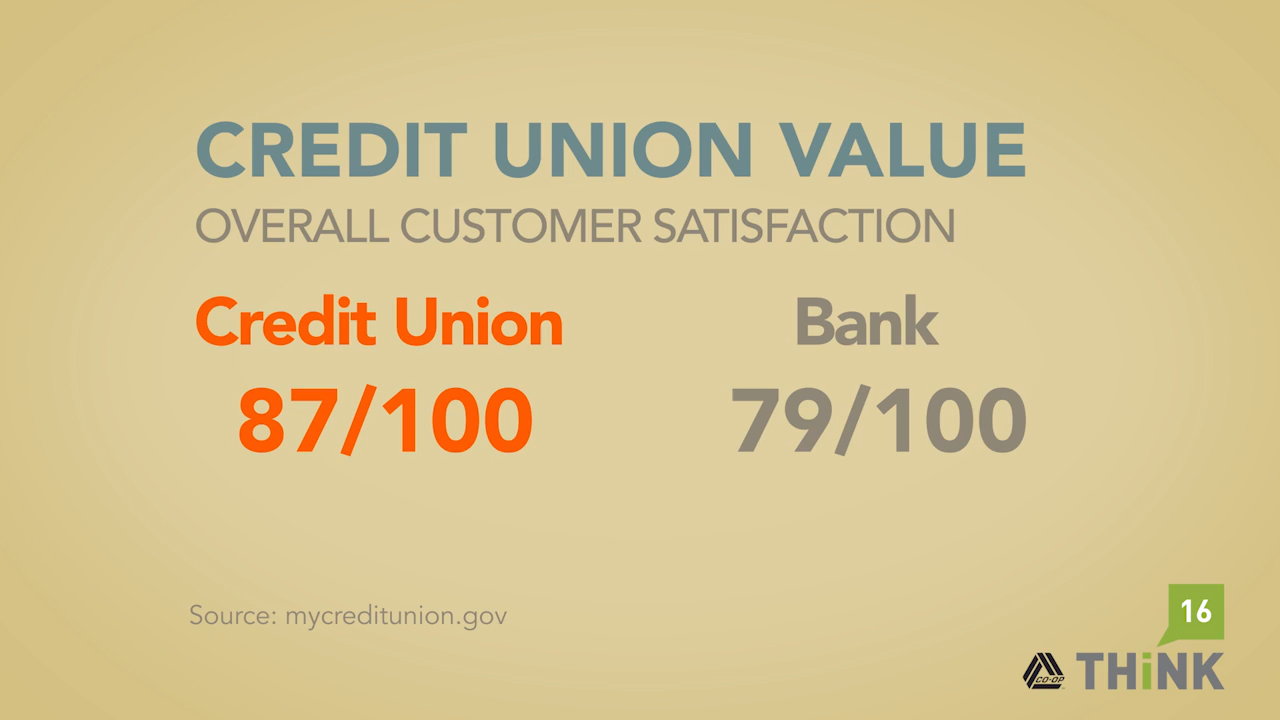 CREDIT UNION VALUE
OVERALL CUSTOMER SATISFACTION
Credit Union Bank
87/100 79/100
Source: mycreditunion.gov
16
CO-OP THiNK